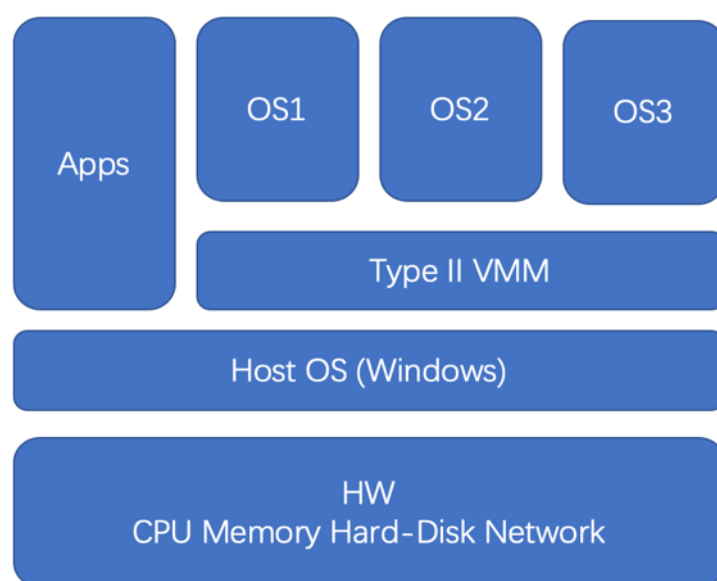 Apps
OS1
OS2
OS3
Type II VMM
Host OS (Windows)
HW
CPU Memory Hard-Disk Network